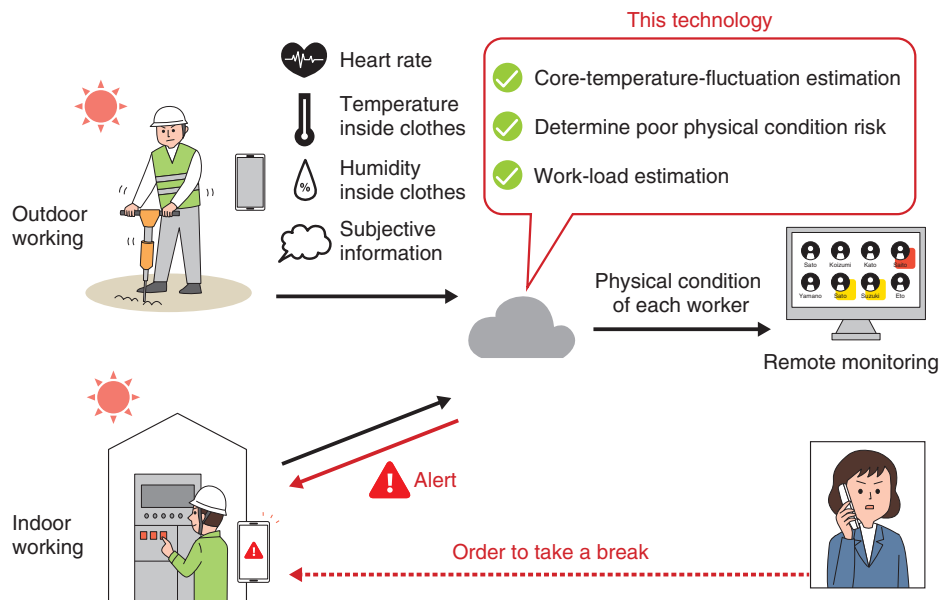 This technology
Heart rate
Temperature
inside clothes
Humidity
inside clothes
%
Subjective
information
Core-temperature-fluctuation estimation
Determine poor physical condition risk
Work-load estimation
Outdoor
working
Physical condition
of each worker
Sato Koizumi Kato Saito
Yamano Sato Suzuki Eto
Remote monitoring
Alert
Indoor
working
Order to take a break